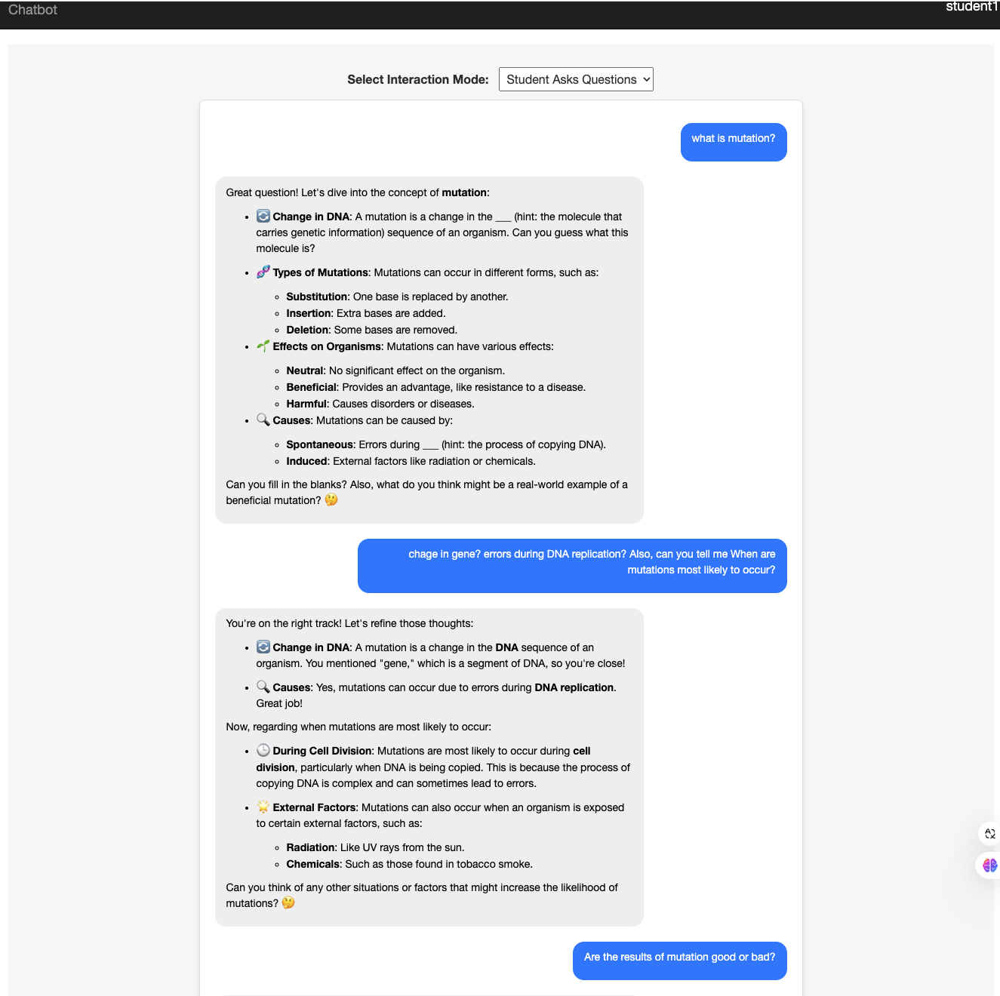 Chatbot
student1
Select Interaction Mode: Student Asks Questions
what is mutation?
Great question! Let's dive into the concept of mutation:
Change in DNA: A mutation is a change in the ___ (hint: the molecule that
carries genetic information) sequence of an organism. Can you guess what this
molecule is?
Types of Mutations: Mutations can occur in different forms, such as:
Substitution: One base is replaced by another.
Insertion: Extra bases are added.
Deletion: Some bases are removed.
Effects on Organisms: Mutations can have various effects:
Neutral: No significant effect on the organism.
Beneficial: Provides an advantage, like resistance to a disease.
Harmful: Causes disorders or diseases.
Causes: Mutations can be caused by:
Spontaneous: Errors during ___ (hint: the process of copying DNA).
Induced: External factors like radiation or chemicals.
Can you fill in the blanks? Also, what do you think might be a real-world example of a
beneficial mutation? 🤔
chage in gene? errors during DNA replication? Also, can you tell me When are
mutations most likely to occur?
You're on the right track! Let's refine those thoughts:
Change in DNA: A mutation is a change in the DNA sequence of an
organism. You mentioned "gene," which is a segment of DNA, so you're close!
Causes: Yes, mutations can occur due to errors during DNA replication.
Great job!
Now, regarding when mutations are most likely to occur:
During Cell Division: Mutations are most likely to occur during cell
division, particularly when DNA is being copied. This is because the process of
copying DNA is complex and can sometimes lead to errors.
External Factors: Mutations can also occur when an organism is exposed
to certain external factors, such as:
Radiation: Like UV rays from the sun.
Chemicals: Such as those found in tobacco smoke.
Can you think of any other situations or factors that might increase the likelihood of
mutations? 🤔
Are the results of mutation good or bad?